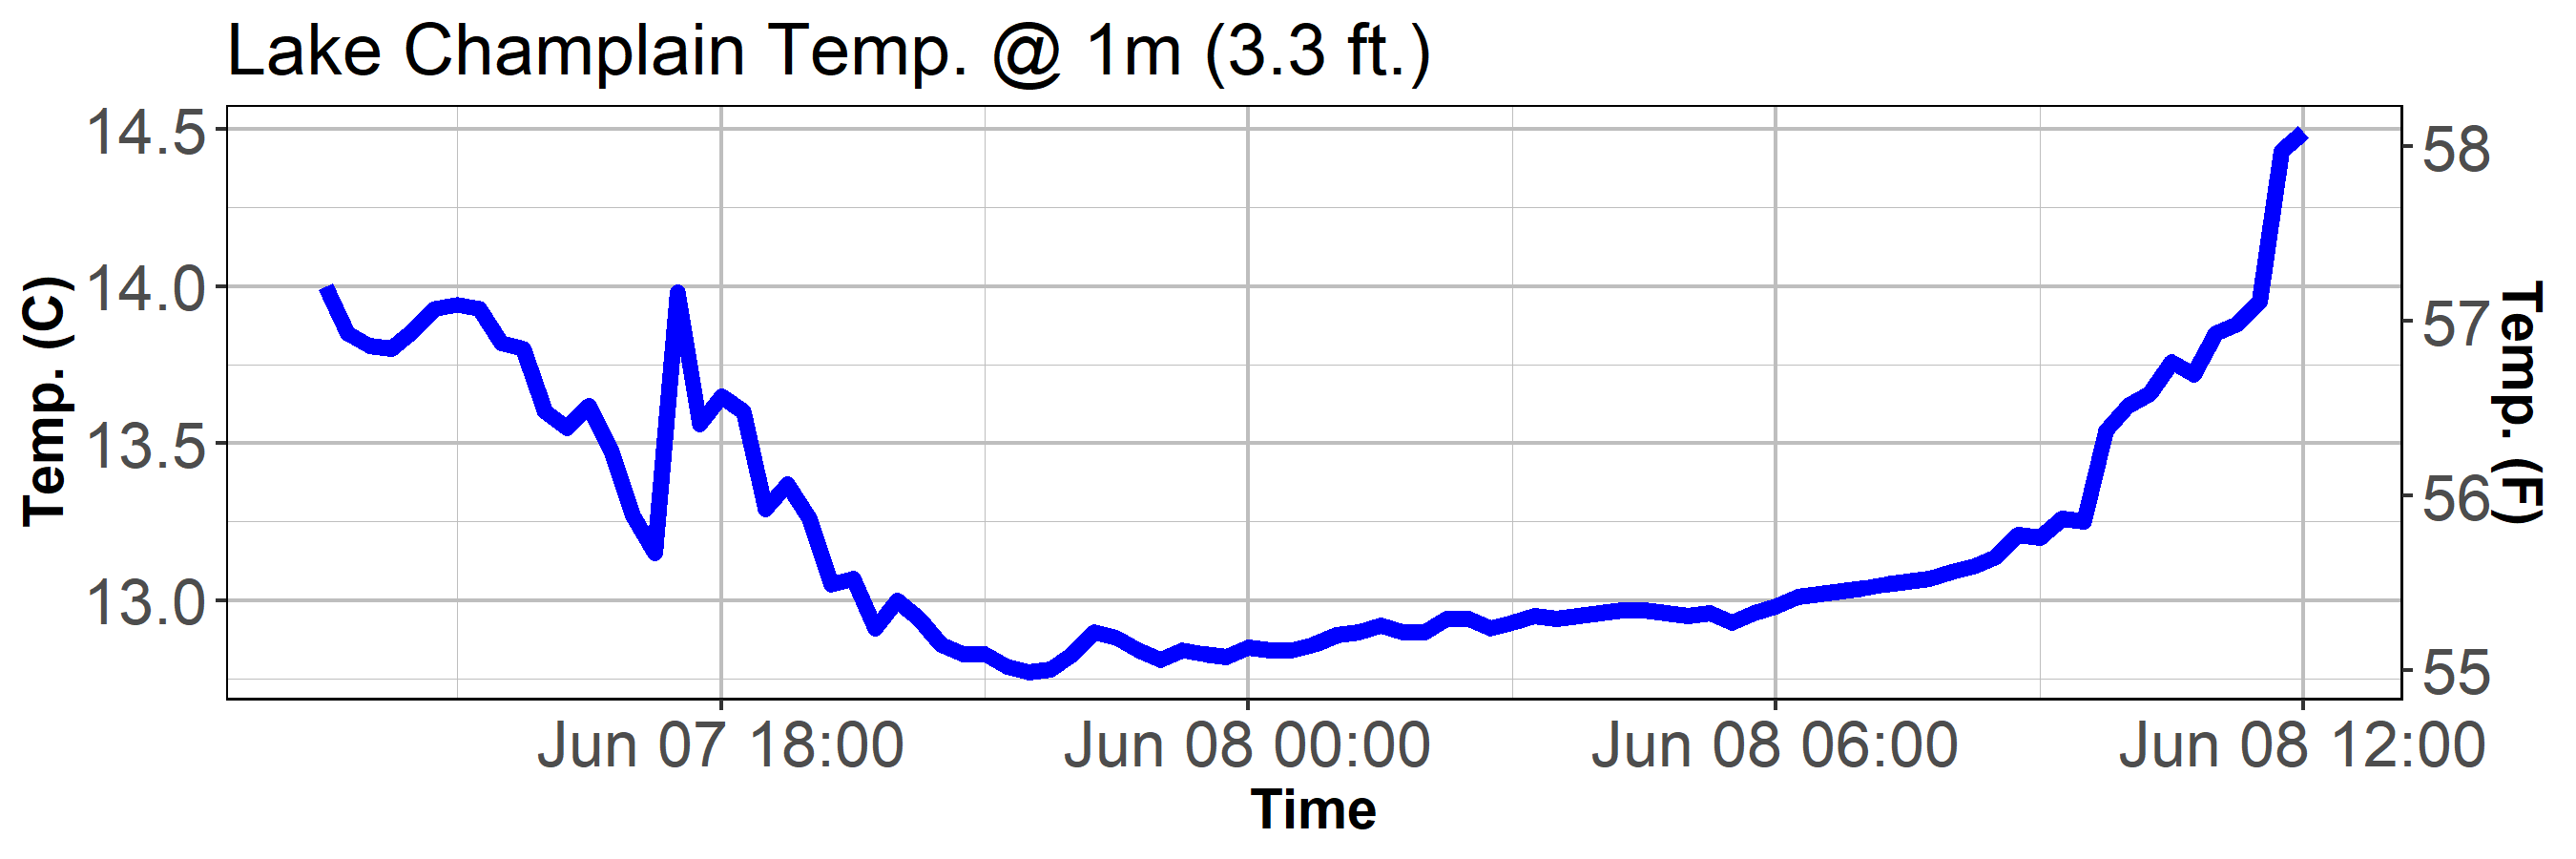 Lake Champlain Temp. @ 1m (3.3 ft.)
Temp. (C)
14.5
14.0
13.5
13.0
58
57
56
55
Temp. (F)
Jun 07 18:00 Jun 08 00:00 Jun 08 06:00 Jun 08 12:00
Time